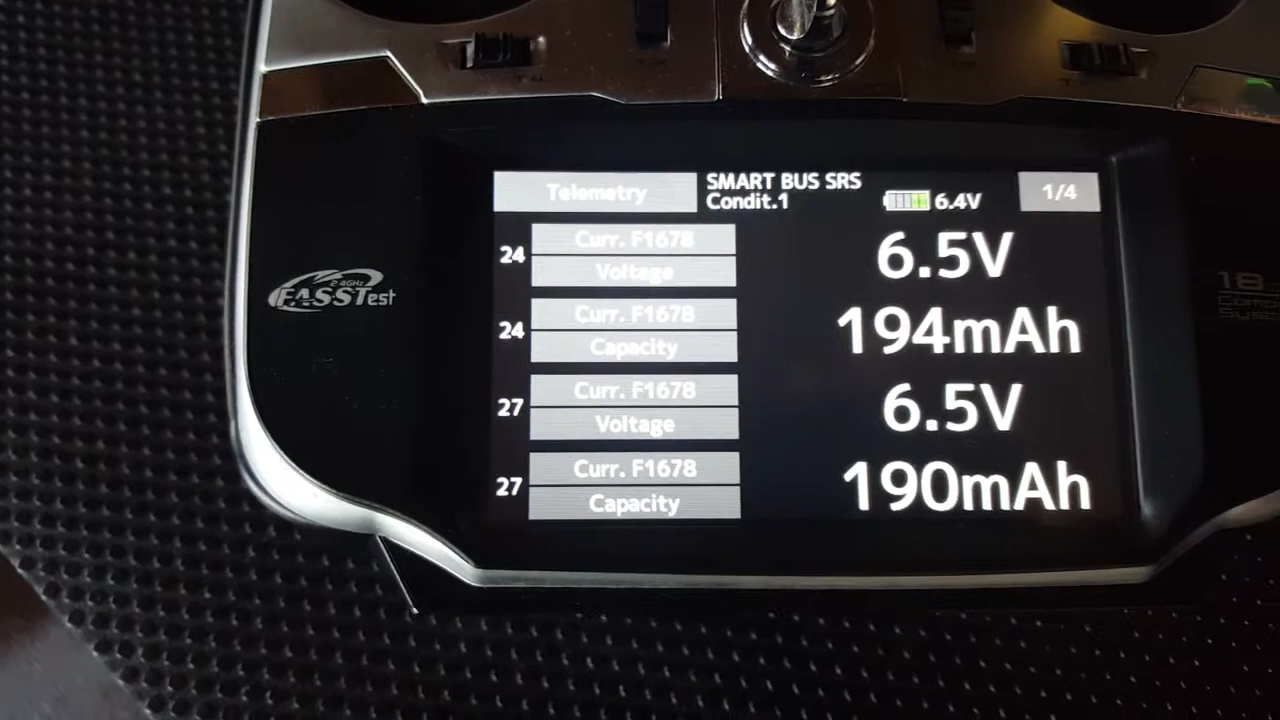 Telemetry
SMART BUS SRS
Condit.1
6.4V
1/4
24
Curr. F1678
Voltage
6.5V
24
Curr. F1678
Capacity
194mAh
27
Curr. F1678
Voltage
6.5V
27
Curr. F1678
Capacity
190mAh
2.4GHz
FASSTest
18